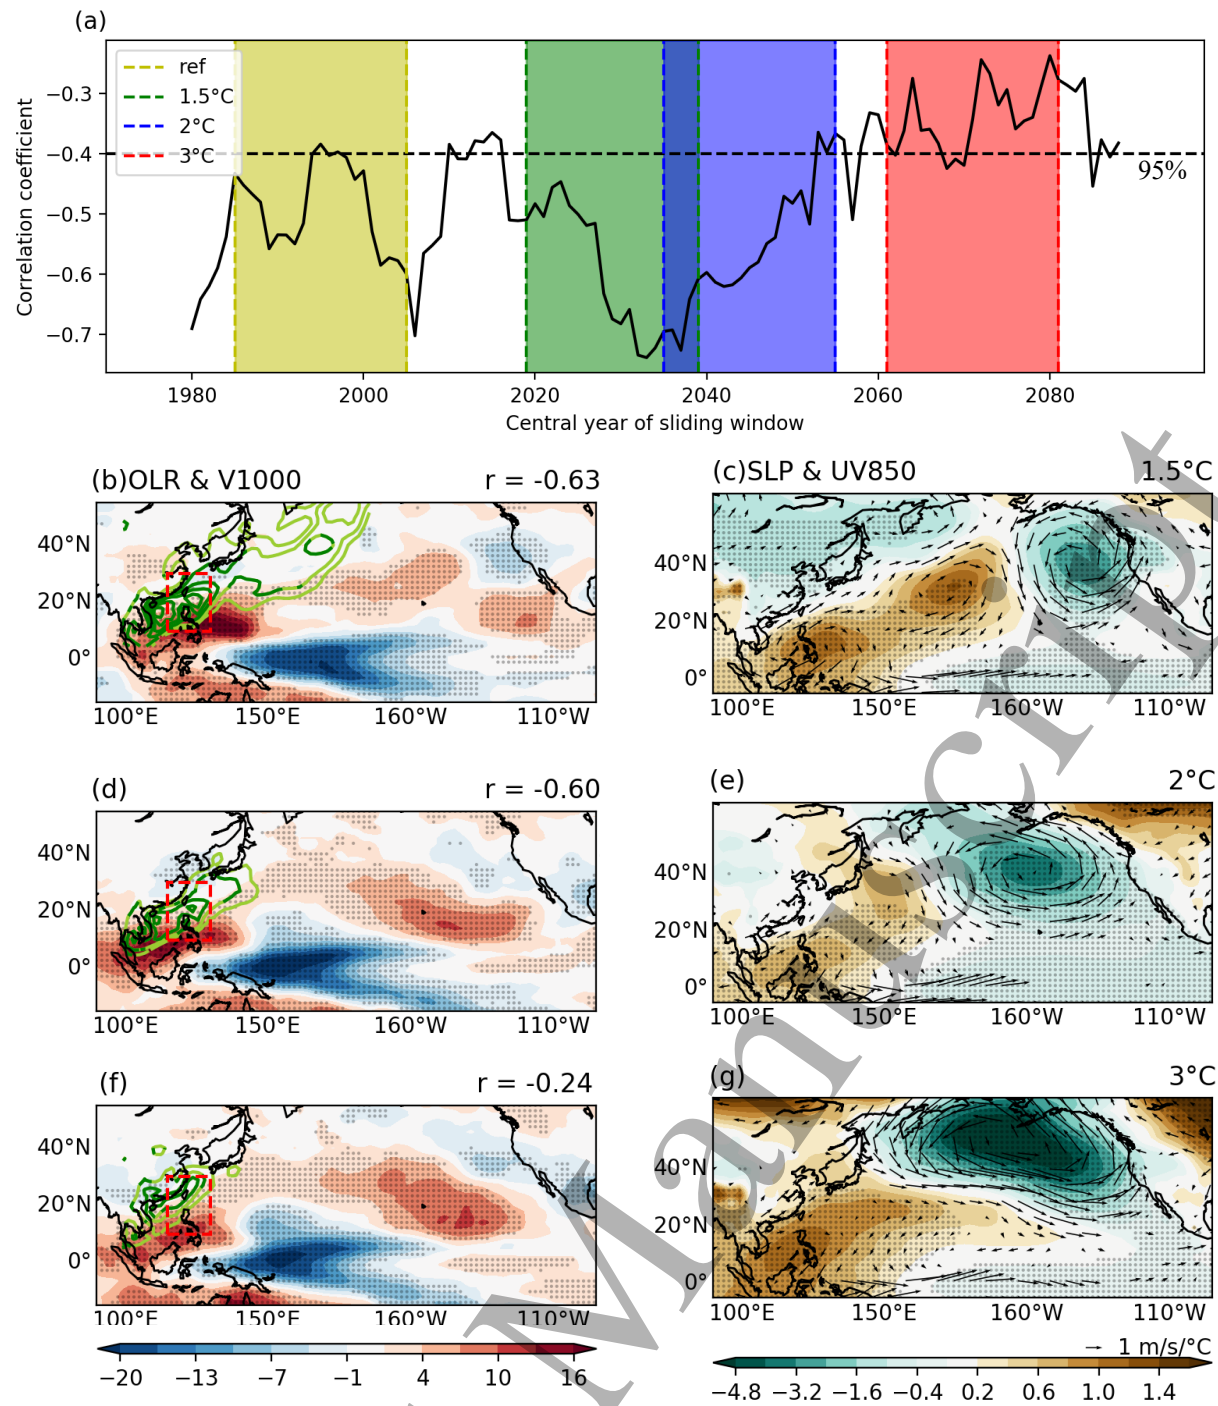 (a)
ref
1.5°C
2°C
3°C
−0.3
−0.4
−0.5
−0.6
−0.7
Correlation coefficient
95%
1980 2000 2020 2040 2060 2080
Central year of sliding window
(b)OLR & V1000 r = -0.63
40°N
20°N
0°
100°E 150°E 160°W 110°W
(c)SLP & UV850 1.5°C
40°N
20°N
0°
100°E 150°E 160°W 110°W
(d) r = -0.60
40°N
20°N
0°
100°E 150°E 160°W 110°W
(e) 2°C
40°N
20°N
0°
100°E 150°E 160°W 110°W
(f) r = -0.24
40°N
20°N
0°
100°E 150°E 160°W 110°W
(g) 3°C
40°N
20°N
0°
100°E 150°E 160°W 110°W
1 m/s/°C
−20 −13 −7 −1 4 10 16
−4.8 −3.2 −1.6 −0.4 0.2 0.6 1.0 1.4
Manuscript